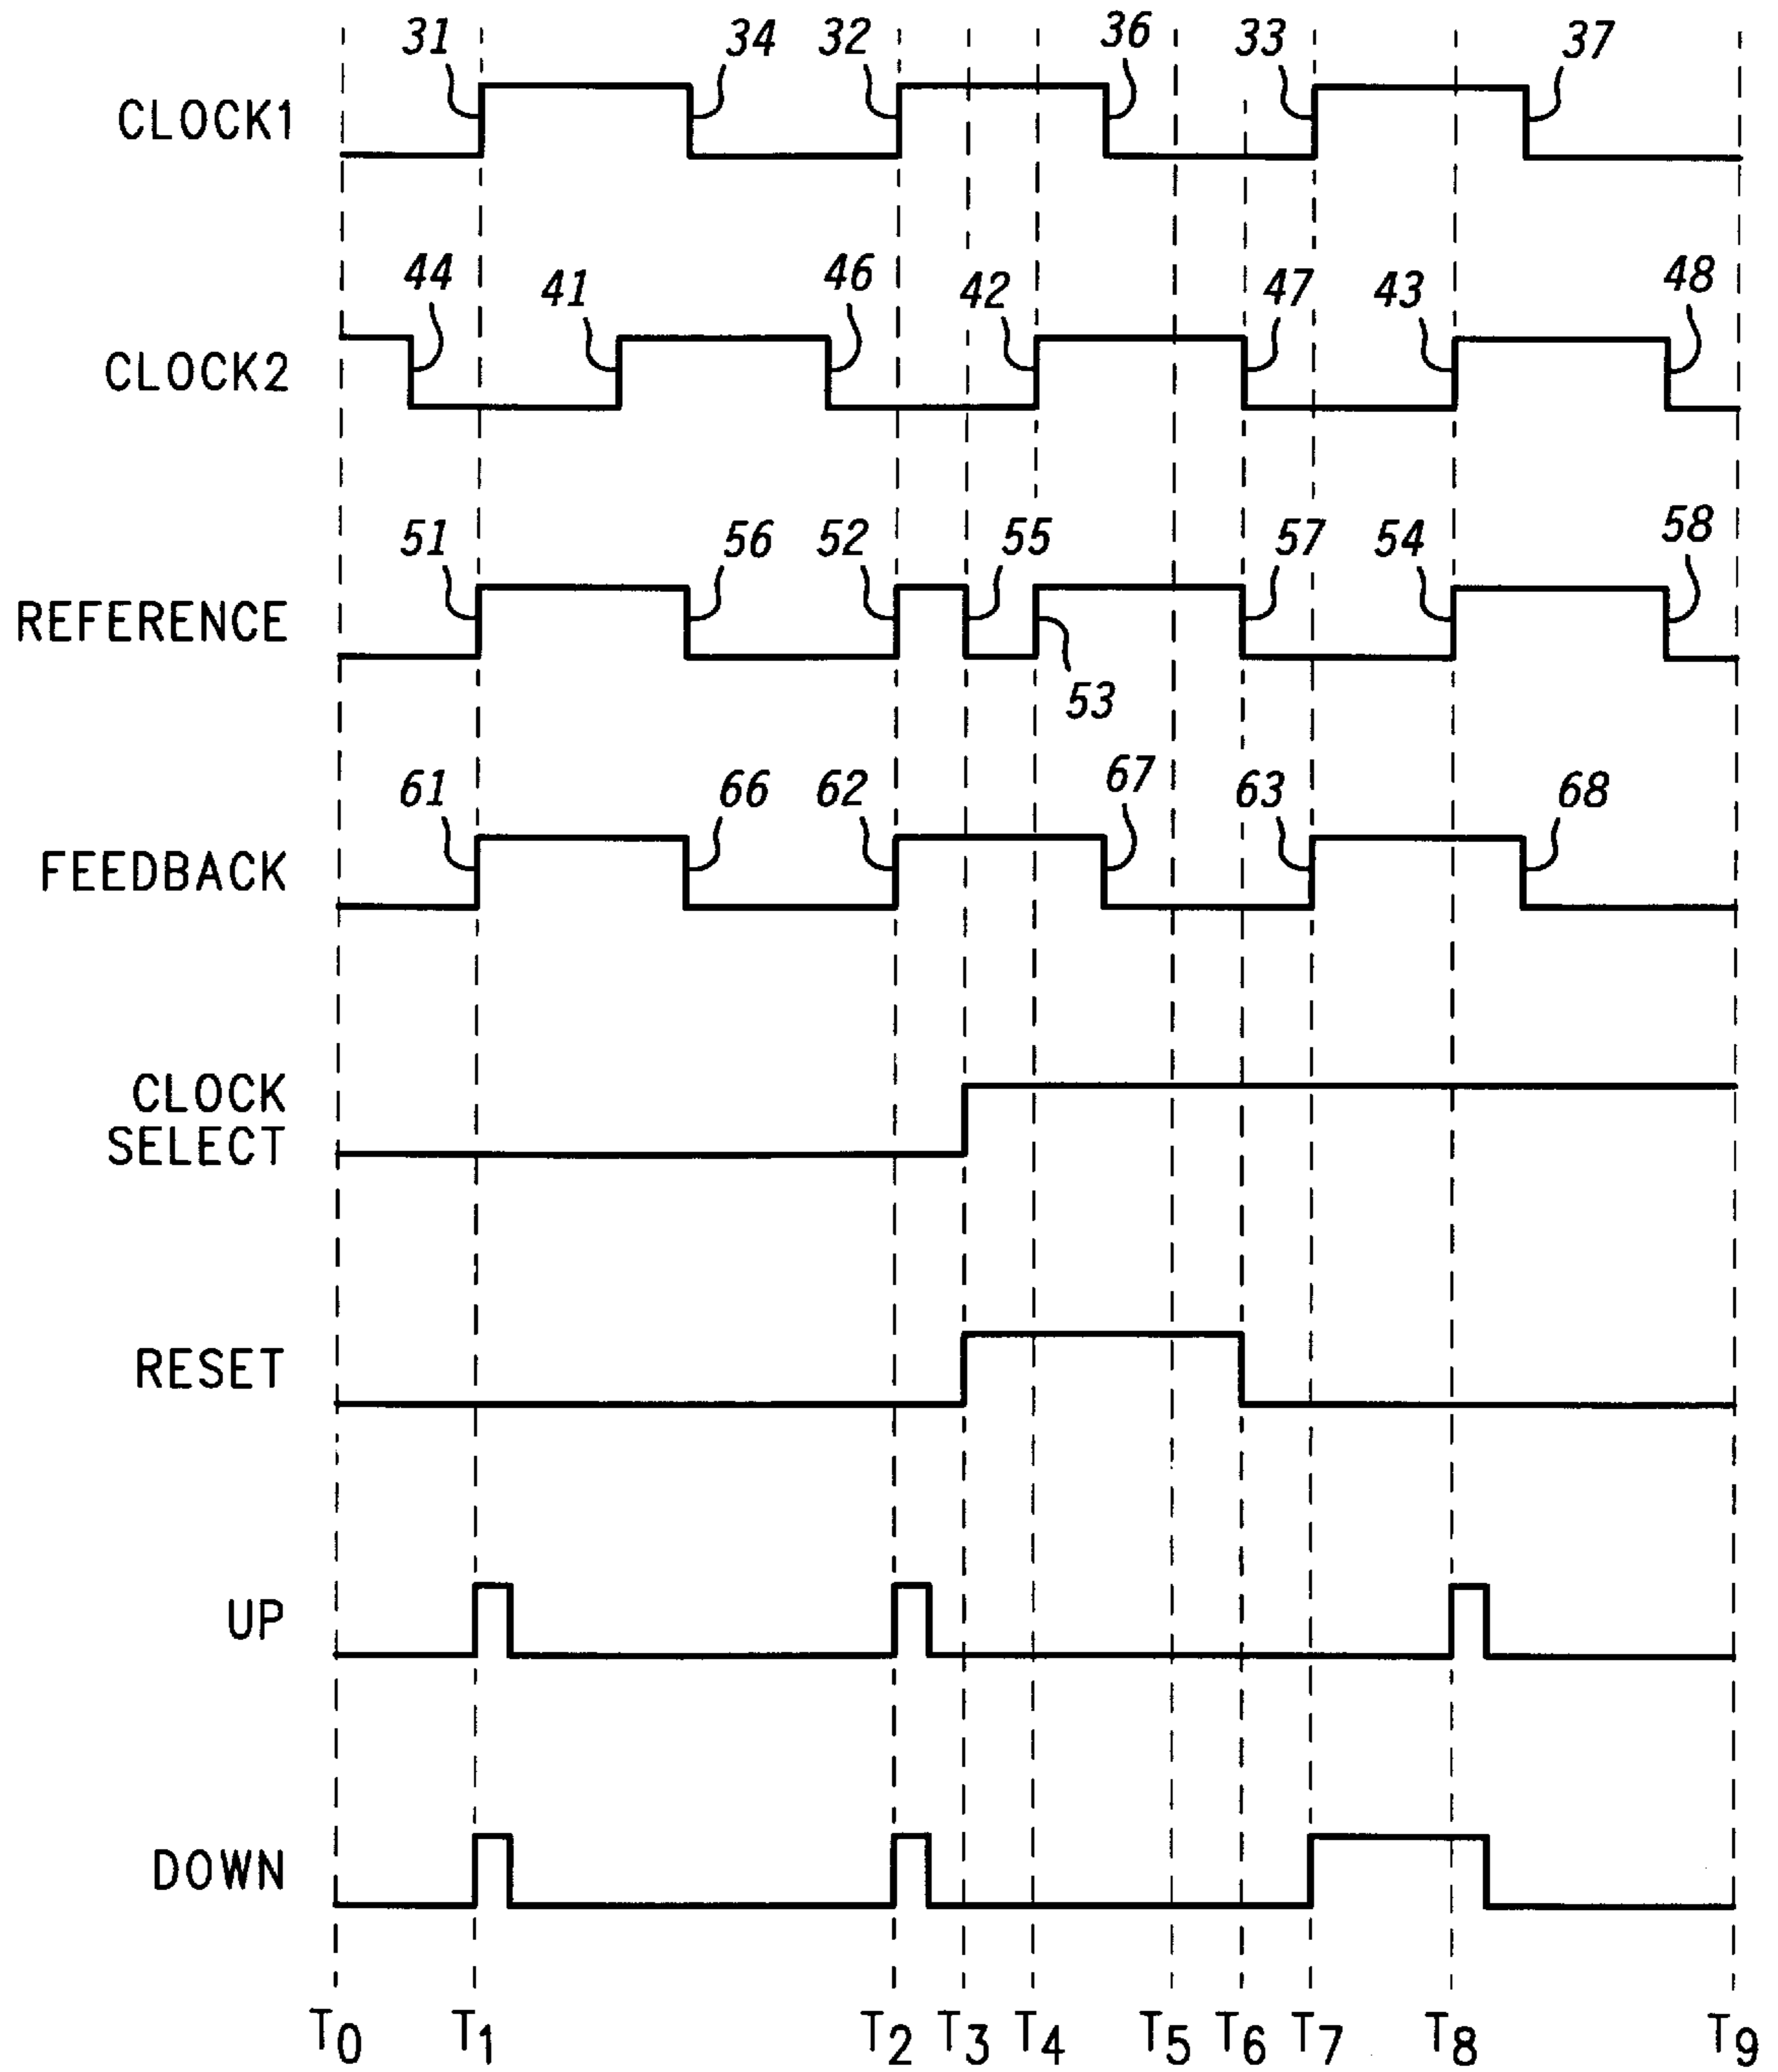 31 34 32 36 33 37
CLOCK1
44 41 46 42 47 43 48
CLOCK2
51 56 52 55 57 54 58
REFERENCE
53
61 66 62 67 63 68
FEEDBACK
CLOCK
SELECT
RESET
UP
DOWN
T0 T1 T2 T3 T4 T5 T6 T7 T8 T9